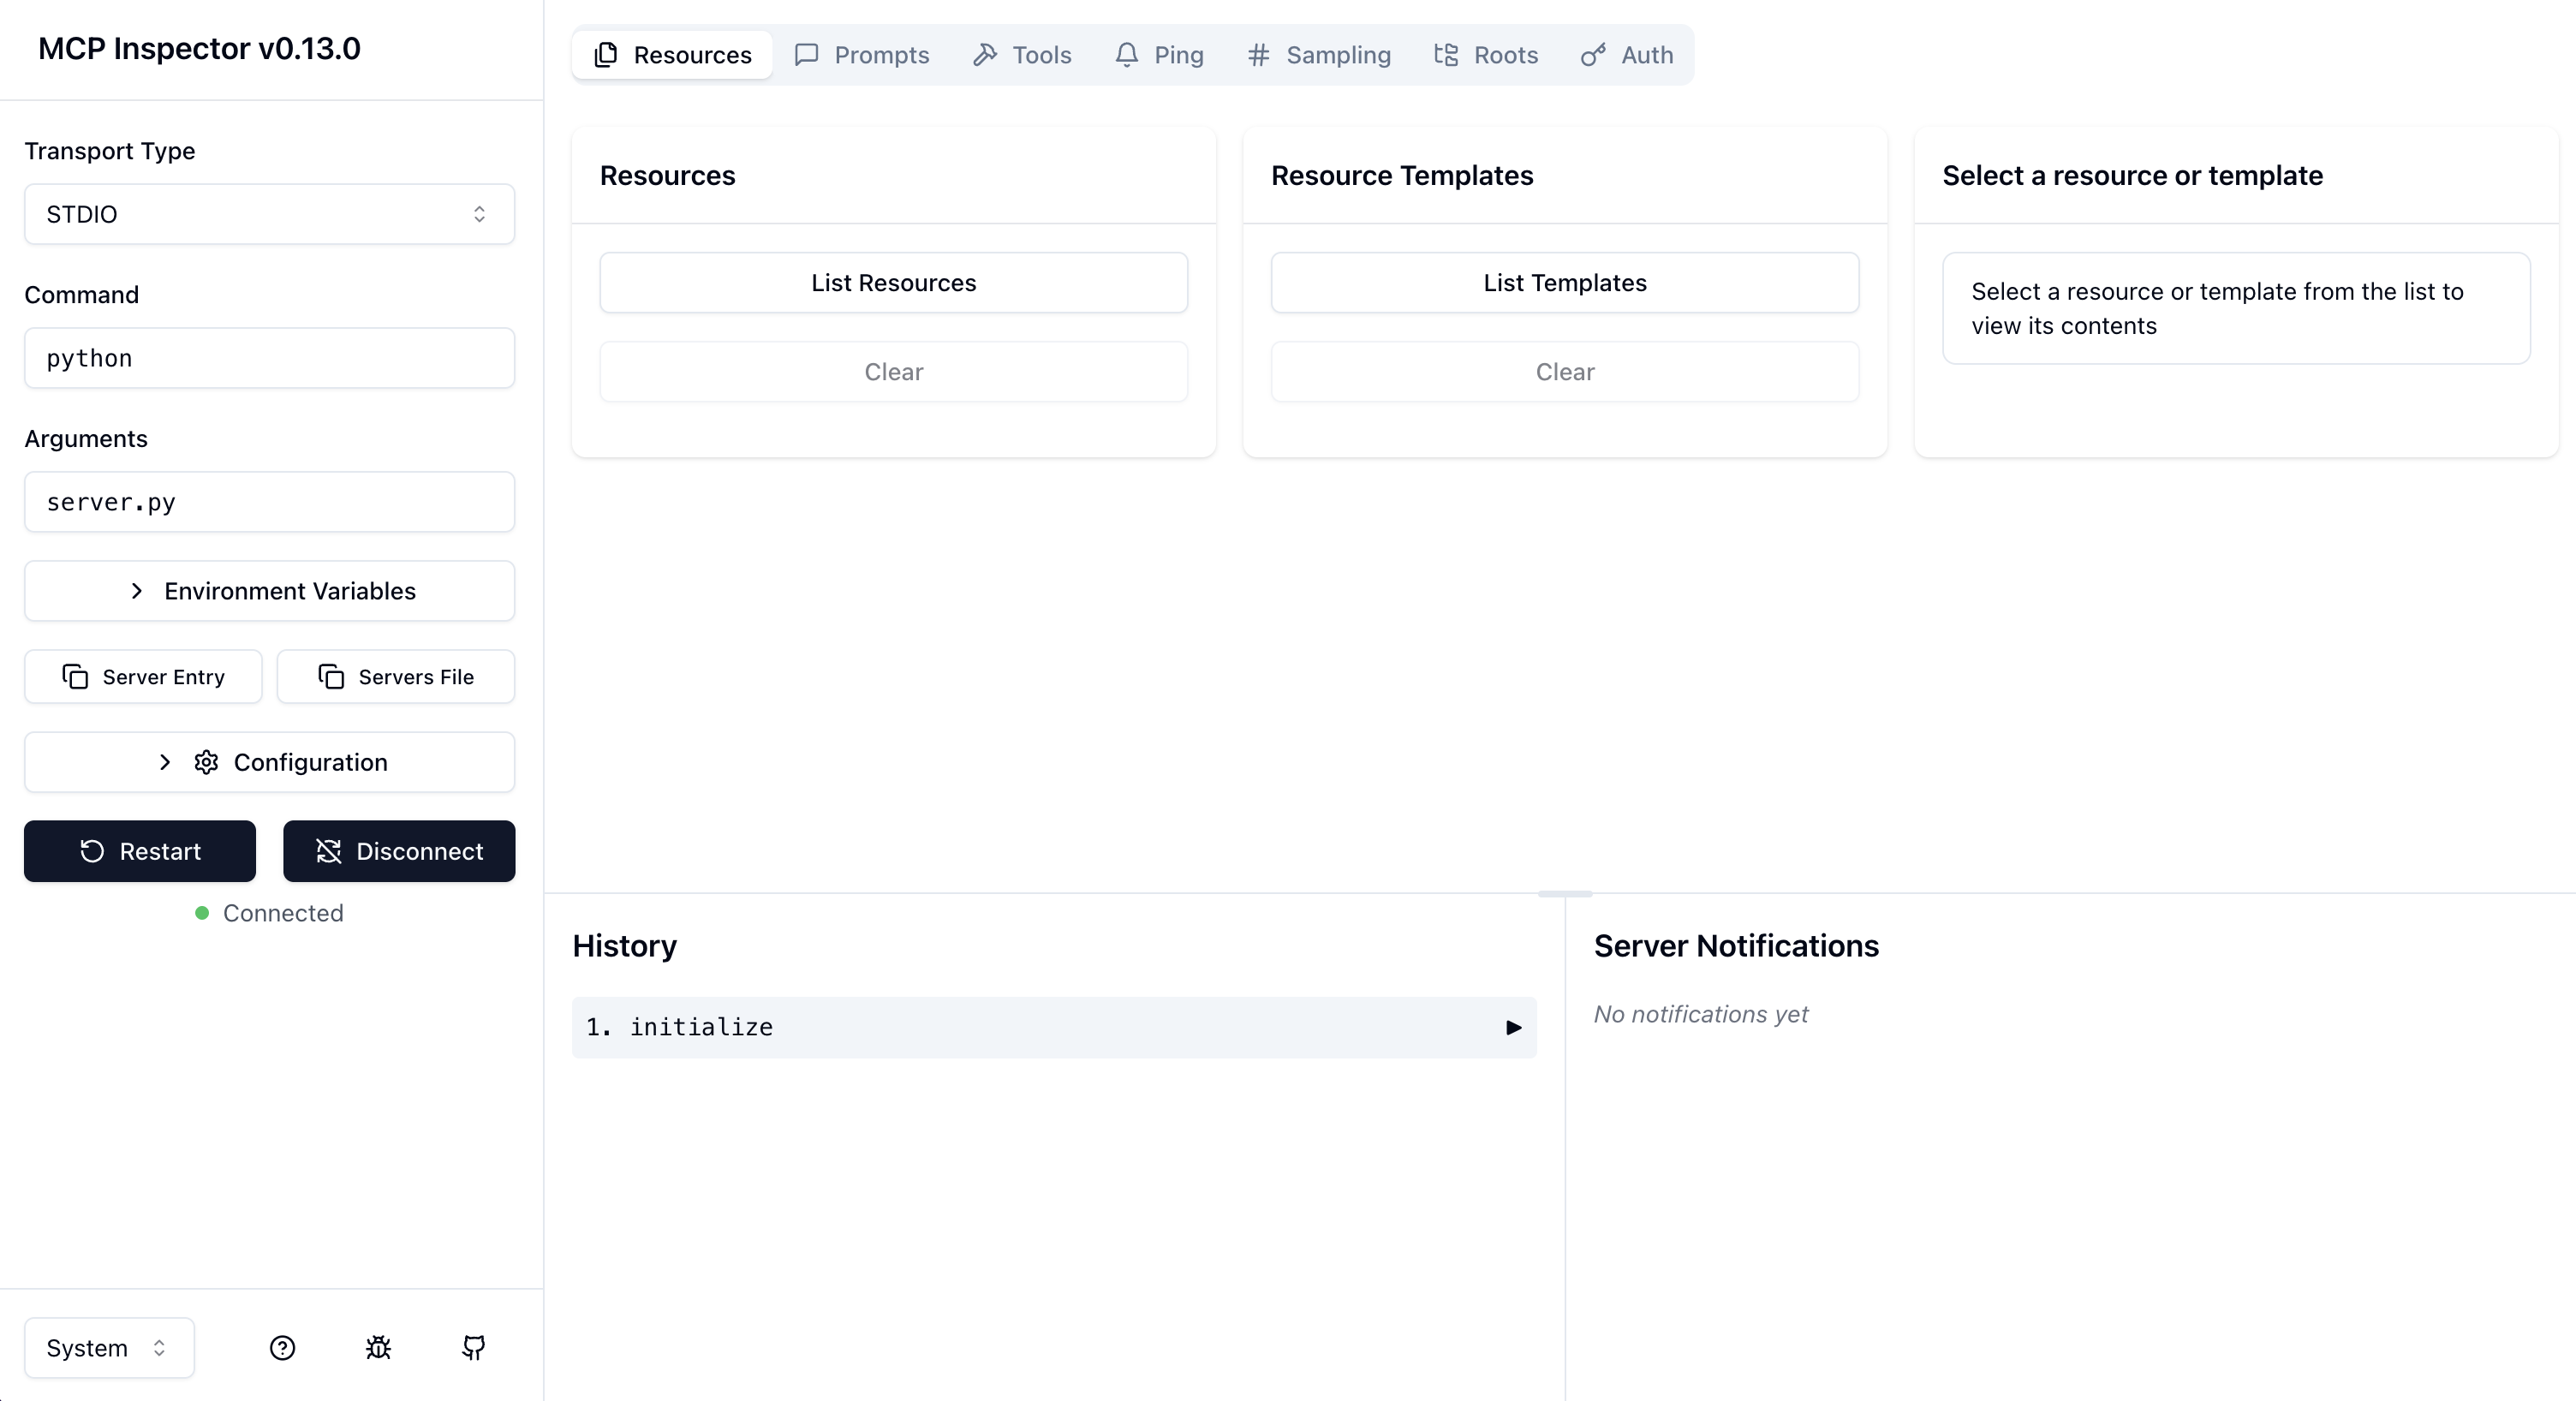 MCP Inspector v0.13.0
Transport Type
STDIO
Command
python
Arguments
server.py
Environment Variables
Server Entry
Servers File
Configuration
Restart
Disconnect
Connected
System
Resources
Prompts
Tools
Ping
Sampling
Roots
Auth
Resources
List Resources
Clear
Resource Templates
List Templates
Clear
Select a resource or template
Select a resource or template from the list to
view its contents
History
1. initialize
Server Notifications
No notifications yet